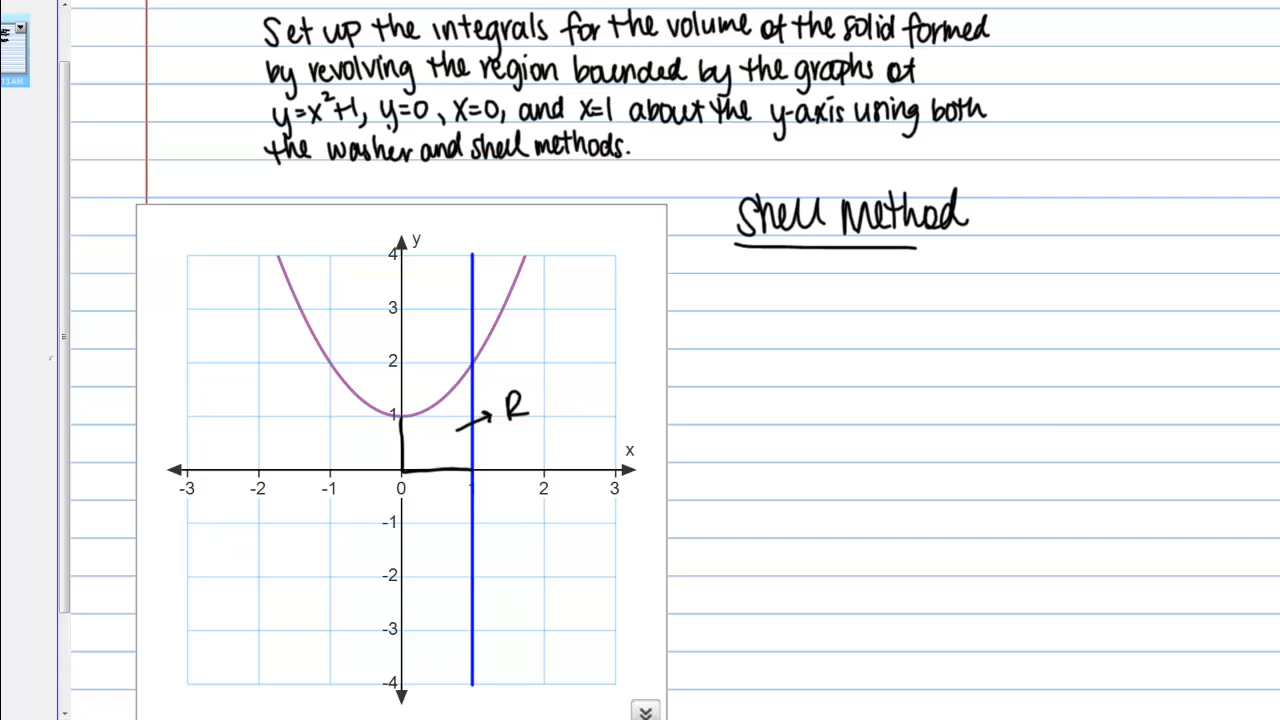 Set up the integrals for the volume of the solid formed
by revolving the region bounded by the graphs of
y=x²+1, y=0, x=0, and x=1 about the y-axis using both
the washer and shell methods.
Shell Method
y
4
3
2
1
R
x
-3 -2 -1 0 2 3
-1
-2
-3
-4